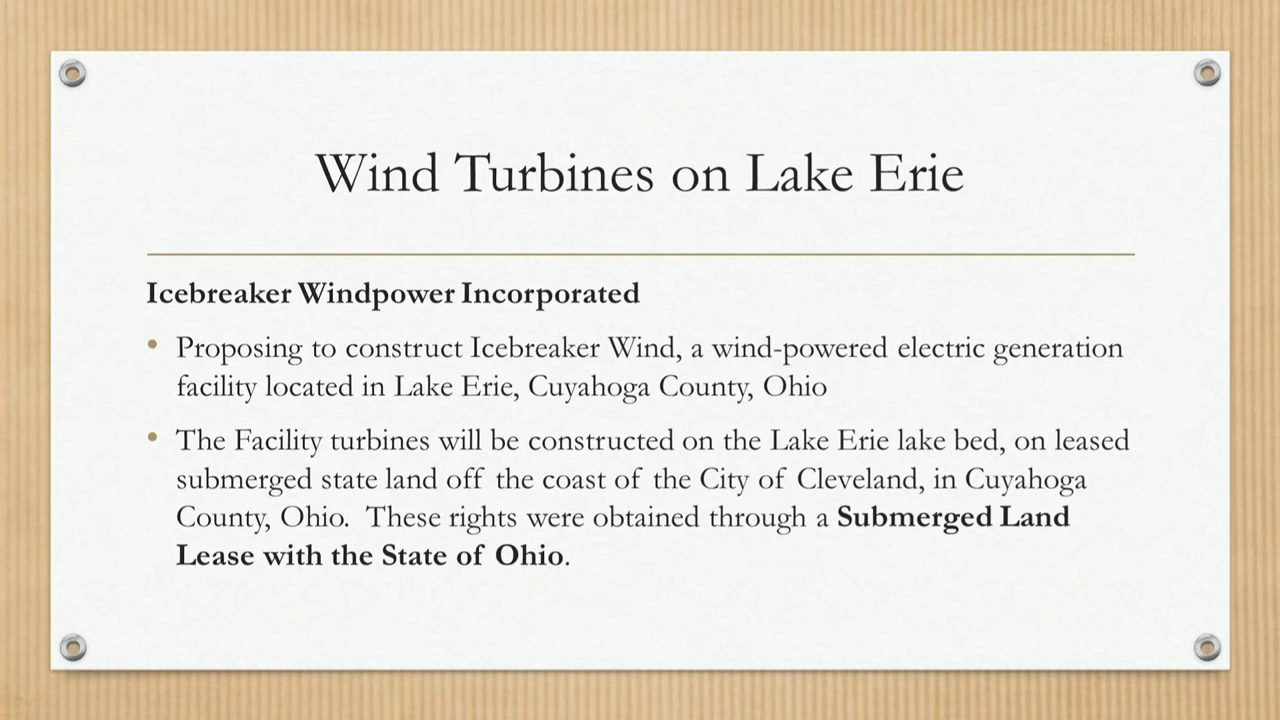 Wind Turbines on Lake Erie
Icebreaker Windpower Incorporated
• Proposing to construct Icebreaker Wind, a wind-powered electric generation
facility located in Lake Erie, Cuyahoga County, Ohio
• The Facility turbines will be constructed on the Lake Erie lake bed, on leased
submerged state land off the coast of the City of Cleveland, in Cuyahoga
County, Ohio. These rights were obtained through a Submerged Land
Lease with the State of Ohio.